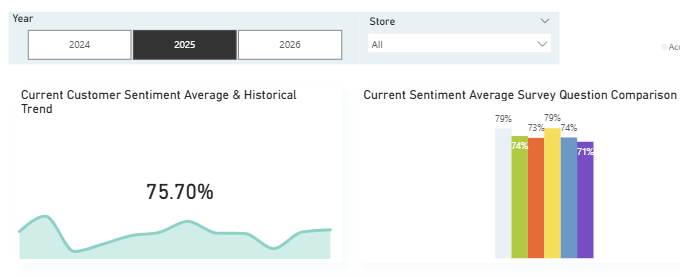 Year
Store
2024
2025
2026
All
Current Customer Sentiment Average & Historical
Trend
75.70%
Current Sentiment Average Survey Question Comparison
79%
74%
73%
79%
74%
71%